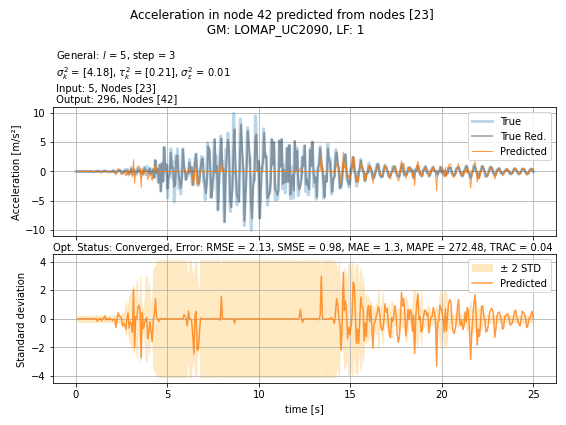 Acceleration in node 42 predicted from nodes [23]
GM: LOMAP_UC2090, LF: 1
General: l = 5, step = 3
σ_k² = [4.18], τ_k² = [0.21], σ_ε² = 0.01
Input: 5, Nodes [23]
Output: 296, Nodes [42]
10
5
0
−5
−10
Acceleration [m/s²]
True
True Red.
Predicted
Opt. Status: Converged, Error: RMSE = 2.13, SMSE = 0.98, MAE = 1.3, MAPE = 272.48, TRAC = 0.04
4
2
0
−2
−4
Standard deviation
± 2 STD
Predicted
0
5
10
15
20
25
time [s]